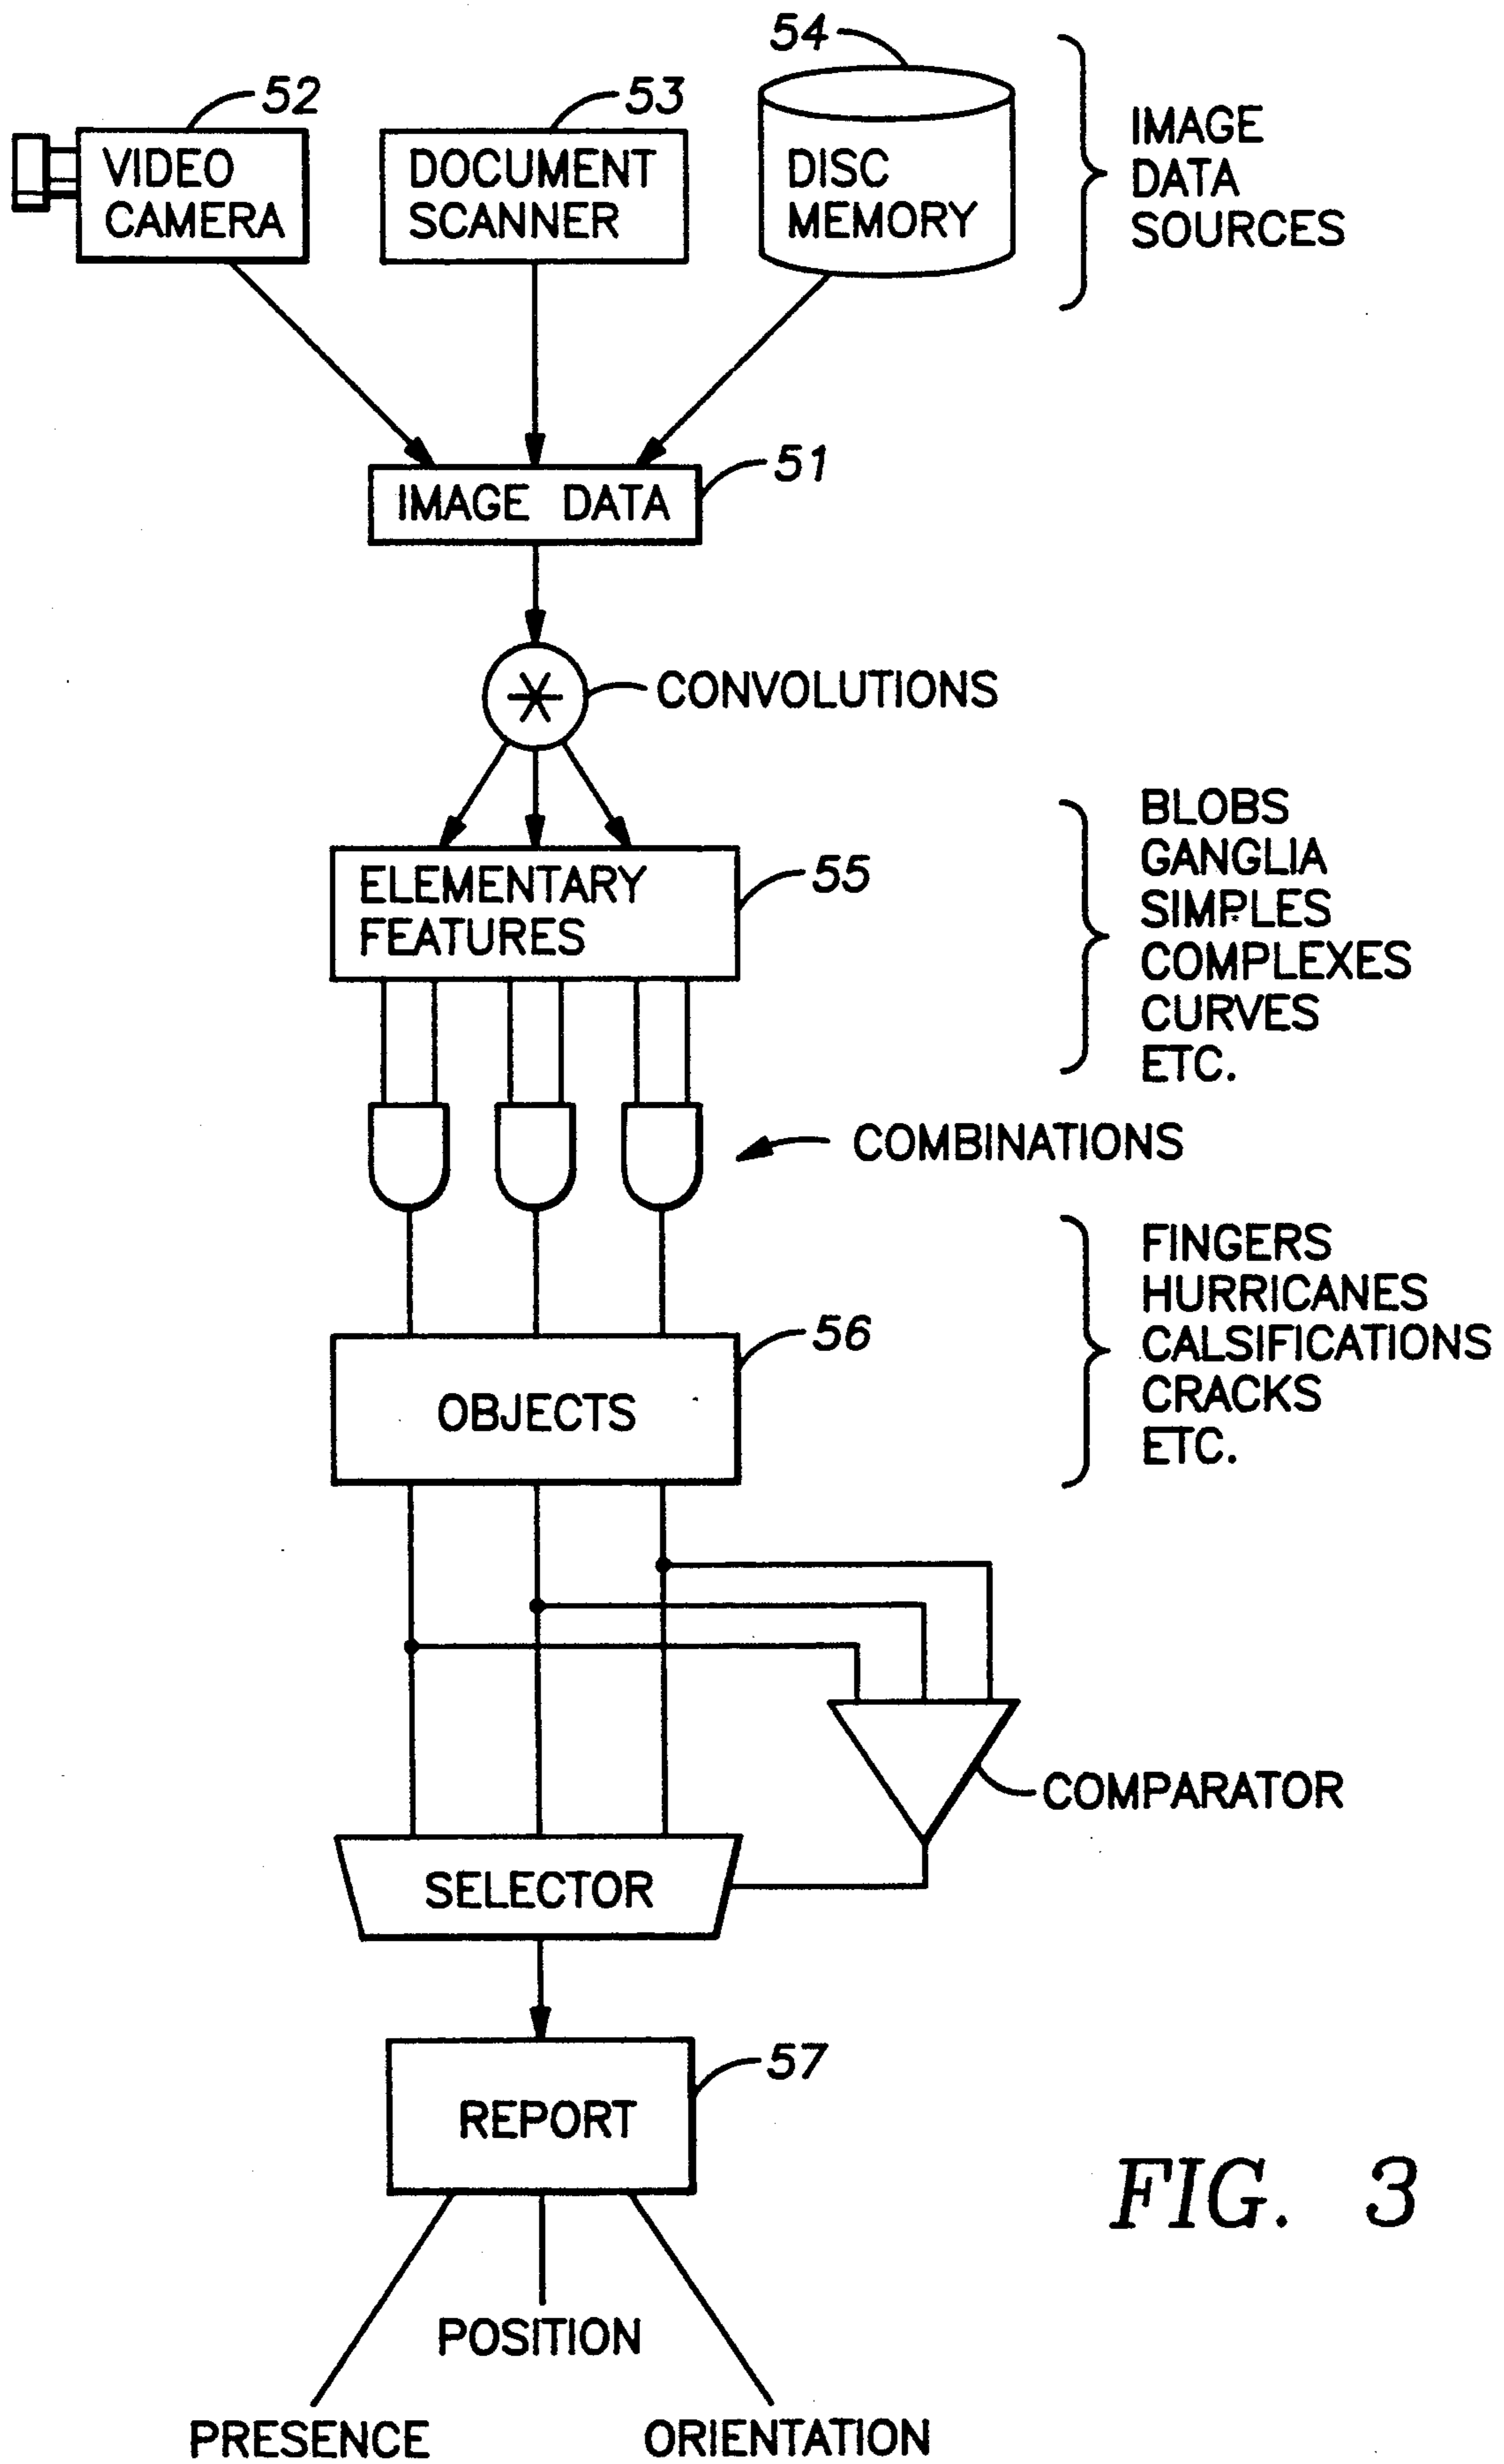 54
52
53
VIDEO
CAMERA
DOCUMENT
SCANNER
DISC
MEMORY
IMAGE
DATA
SOURCES
51
IMAGE DATA
*
CONVOLUTIONS
ELEMENTARY
FEATURES
55
BLOBS
GANGLIA
SIMPLES
COMPLEXES
CURVES
ETC.
COMBINATIONS
56
OBJECTS
FINGERS
HURRICANES
CALSIFICATIONS
CRACKS
ETC.
COMPARATOR
SELECTOR
57
REPORT
FIG. 3
POSITION
PRESENCE
ORIENTATION